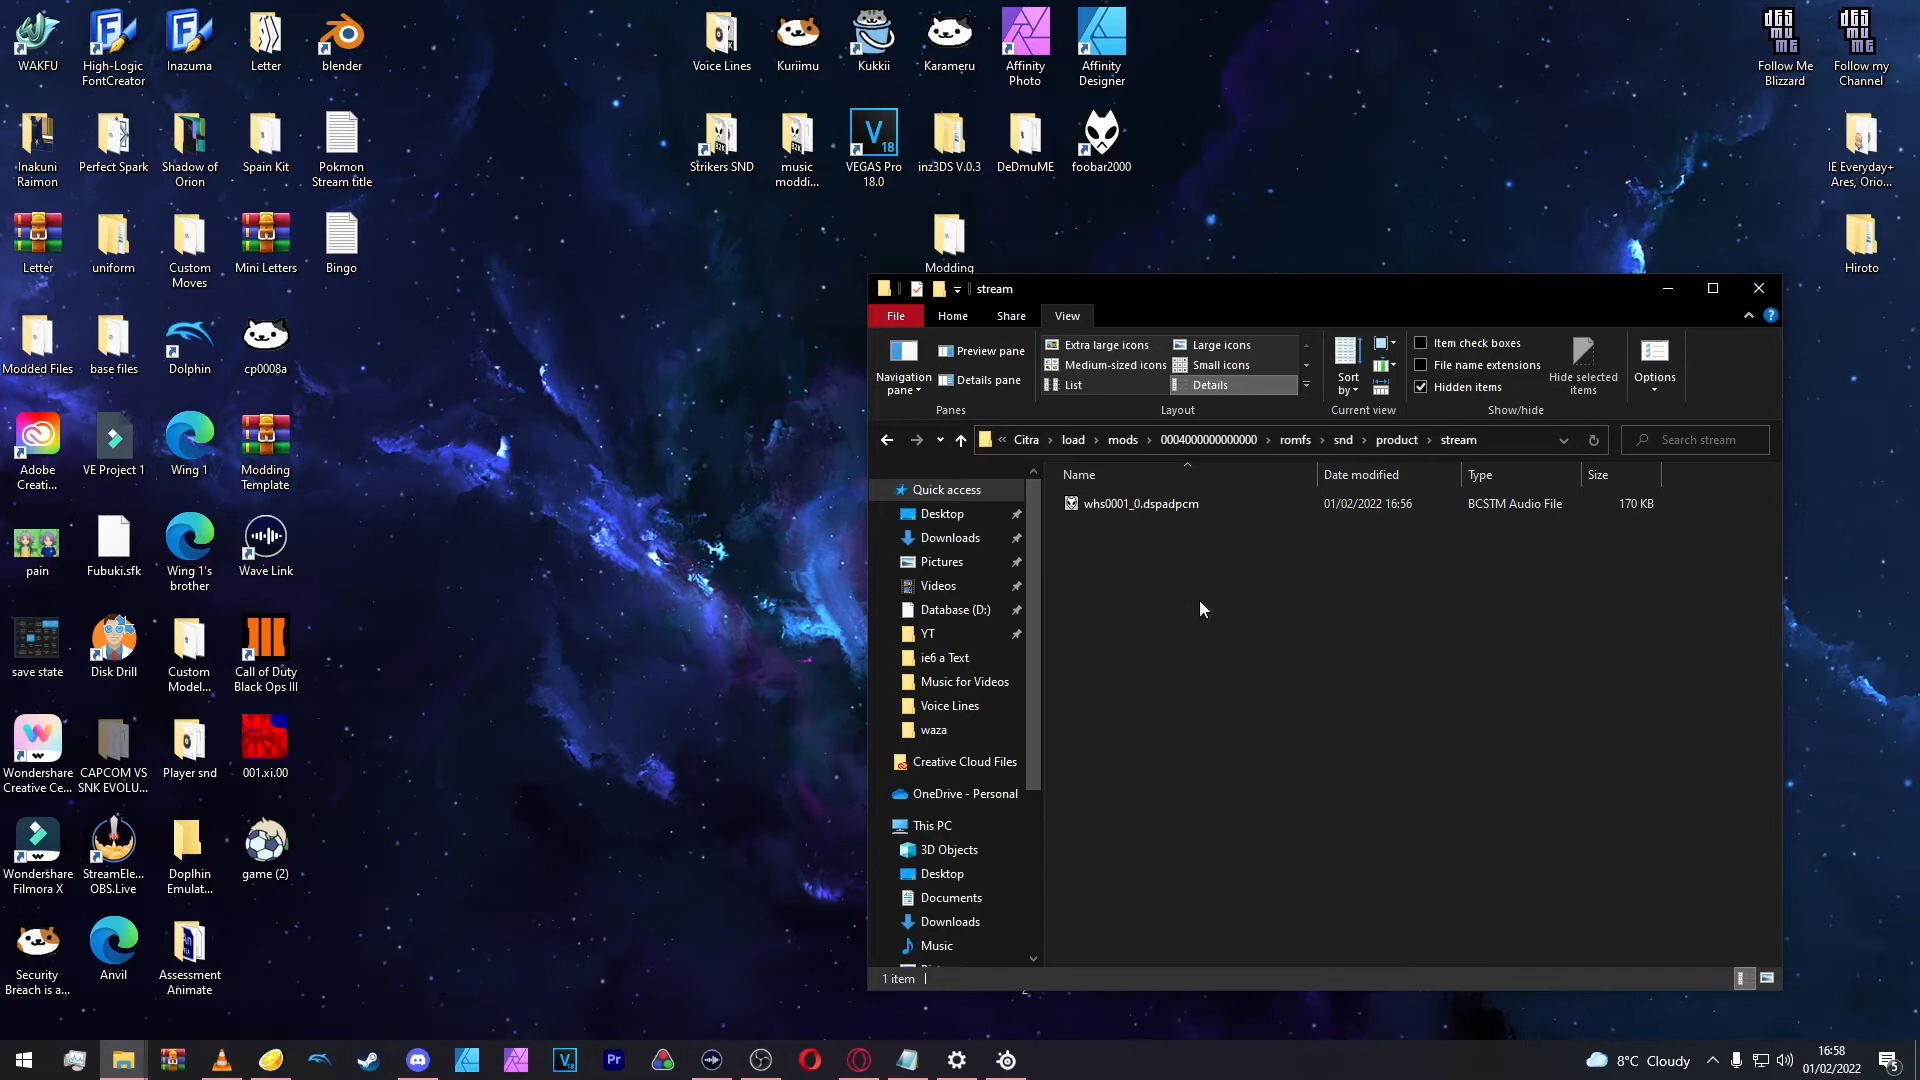 WAKFU
High-Logic
FontCreator
Inazuma
Letter
blender
Voice Lines
Kuriimu
Kukkii
Karameru
Affinity
Photo
Affinity
Designer
DES
MU
ME
Follow Me
Blizzard
DES
MU
ME
Follow my
Channel
Inakuni
Raimon
Perfect Spark
Shadow of
Orion
Spain Kit
Pokmon
Stream title
Strikers SND
music
moddi...
V
18
VEGAS Pro
18.0
inz3DS V.0.3
DeDmuME
foobar2000
IE Everyday+
Ares, Orio...
Letter
uniform
Custom
Moves
Mini Letters
Bingo
Modding
Hiroto
Modded Files
base files
Dolphin
cp0008a
Adobe
Creati...
VE Project 1
Wing 1
Modding
Template
pain
Fubuki.sfk
Wing 1's
brother
Wave Link
save state
Disk Drill
Custom
Model...
Call of Duty
Black Ops III
Wondershare
Creative Ce...
CAPCOM VS
SNK EVOLU...
Player snd
001.xi.00
Wondershare
Filmora X
StreamEle...
OBS.Live
Doplhin
Emulat...
game (2)
Security
Breach is a...
Anvil
Assessment
Animate
stream
File
Home
Share
View
Navigation
pane
Preview pane
Details pane
Panes
Extra large icons
Large icons
Medium-sized icons
Small icons
List
Details
Layout
Sort
by
Current view
Item check boxes
File name extensions
Hidden items
Hide selected
items
Show/hide
Options
« Citra › load › mods › 0004000000000000 › romfs › snd › product › stream
Search stream
Name
Date modified
Type
Size
whs0001_0.dspadpcm
01/02/2022 16:56
BCSTM Audio File
170 KB
Quick access
Desktop
Downloads
Pictures
Videos
Database (D:)
YT
ie6 a Text
Music for Videos
Voice Lines
waza
Creative Cloud Files
OneDrive - Personal
This PC
3D Objects
Desktop
Documents
Downloads
Music
1 item
Pr
8°C Cloudy
16:58
01/02/2022
5